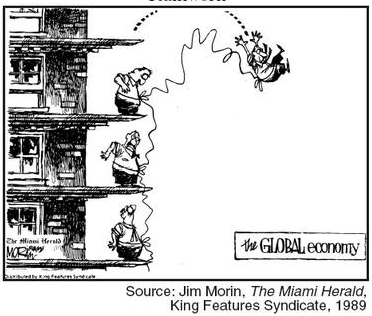 The Miami Herald
MORIN
Distributed by King Features Syndicate
the GLOBAL economy
Source: Jim Morin, The Miami Herald,
King Features Syndicate, 1989